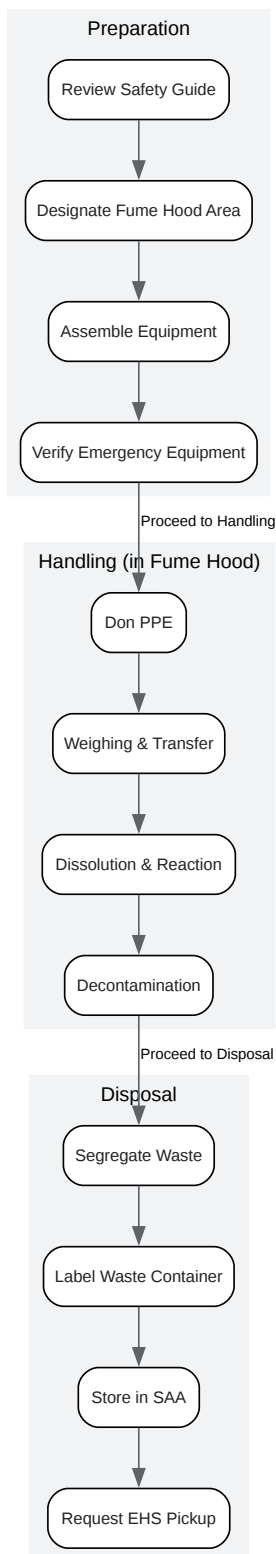 Preparation
Review Safety Guide
Designate Fume Hood Area
Assemble Equipment
Verify Emergency Equipment
Proceed to Handling
Handling (in Fume Hood)
Don PPE
Weighing & Transfer
Dissolution & Reaction
Decontamination
Proceed to Disposal
Disposal
Segregate Waste
Label Waste Container
Store in SAA
Request EHS Pickup